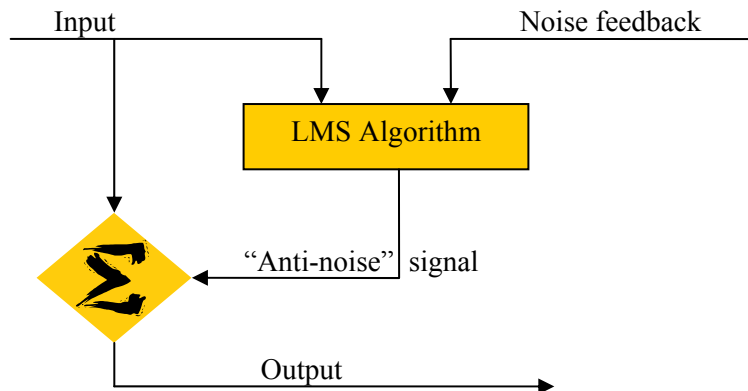 Input
Noise feedback
LMS Algorithm
Σ
“Anti-noise” signal
Output